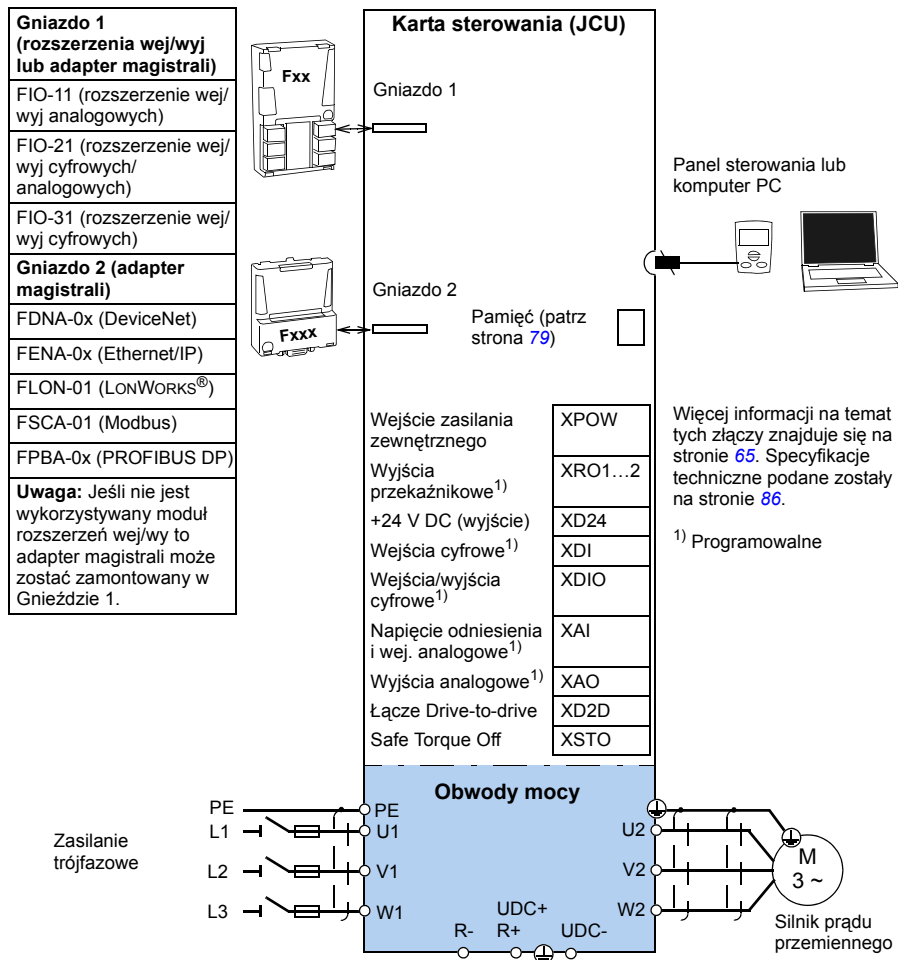 Gniazdo 1
(rozszerzenia wej/wyj
lub adapter magistrali)
FIO-11 (rozszerzenie wej/
wyj analogowych)
FIO-21 (rozszerzenie wej/
wyj cyfrowych/
analogowych)
FIO-31 (rozszerzenie wej/
wyj cyfrowych)
Gniazdo 2 (adapter
magistrali)
FDNA-0x (DeviceNet)
FENA-0x (Ethernet/IP)
FLON-01 (LONWORKS®)
FSCA-01 (Modbus)
FPBA-0x (PROFIBUS DP)
Uwaga: Jeśli nie jest
wykorzystywany moduł
rozszerzeń wej/wy to
adapter magistrali może
zostać zamontowany w
Gnieździe 1.
Fxx
Fxxx
Karta sterowania (JCU)
Gniazdo 1
Gniazdo 2
Pamięć (patrz
strona 79)
Panel sterowania lub
komputer PC
Wejście zasilania
zewnętrznego
XPOW
Wyjścia
przekaźnikowe1)
XRO1…2
+24 V DC (wyjście)
XD24
Wejścia cyfrowe1)
XDI
Wejścia/wyjścia
cyfrowe1)
XDIO
Napięcie odniesienia
i wej. analogowe1)
XAI
Wyjścia analogowe1)
XAO
Łącze Drive-to-drive
XD2D
Safe Torque Off
XSTO
Więcej informacji na temat
tych złączy znajduje się na
stronie 65. Specyfikacje
techniczne podane zostały
na stronie 86.
1) Programowalne
Obwody mocy
Zasilanie
trójfazowe
PE
L1
L2
L3
PE
U1
V1
W1
U2
V2
W2
R-
UDC+
R+
UDC-
M
3 ~
Silnik prądu
przemiennego